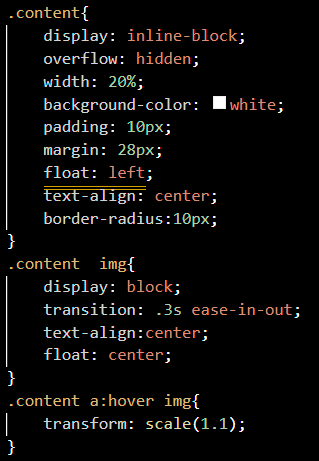 .content{
display: inline-block;
overflow: hidden;
width: 20%;
background-color: white;
padding: 10px;
margin: 28px;
float: left;
text-align: center;
border-radius:10px;
}
.content  img{
display: block;
transition: .3s ease-in-out;
text-align:center;
float: center;
}
.content a:hover img{
transform: scale(1.1);
}